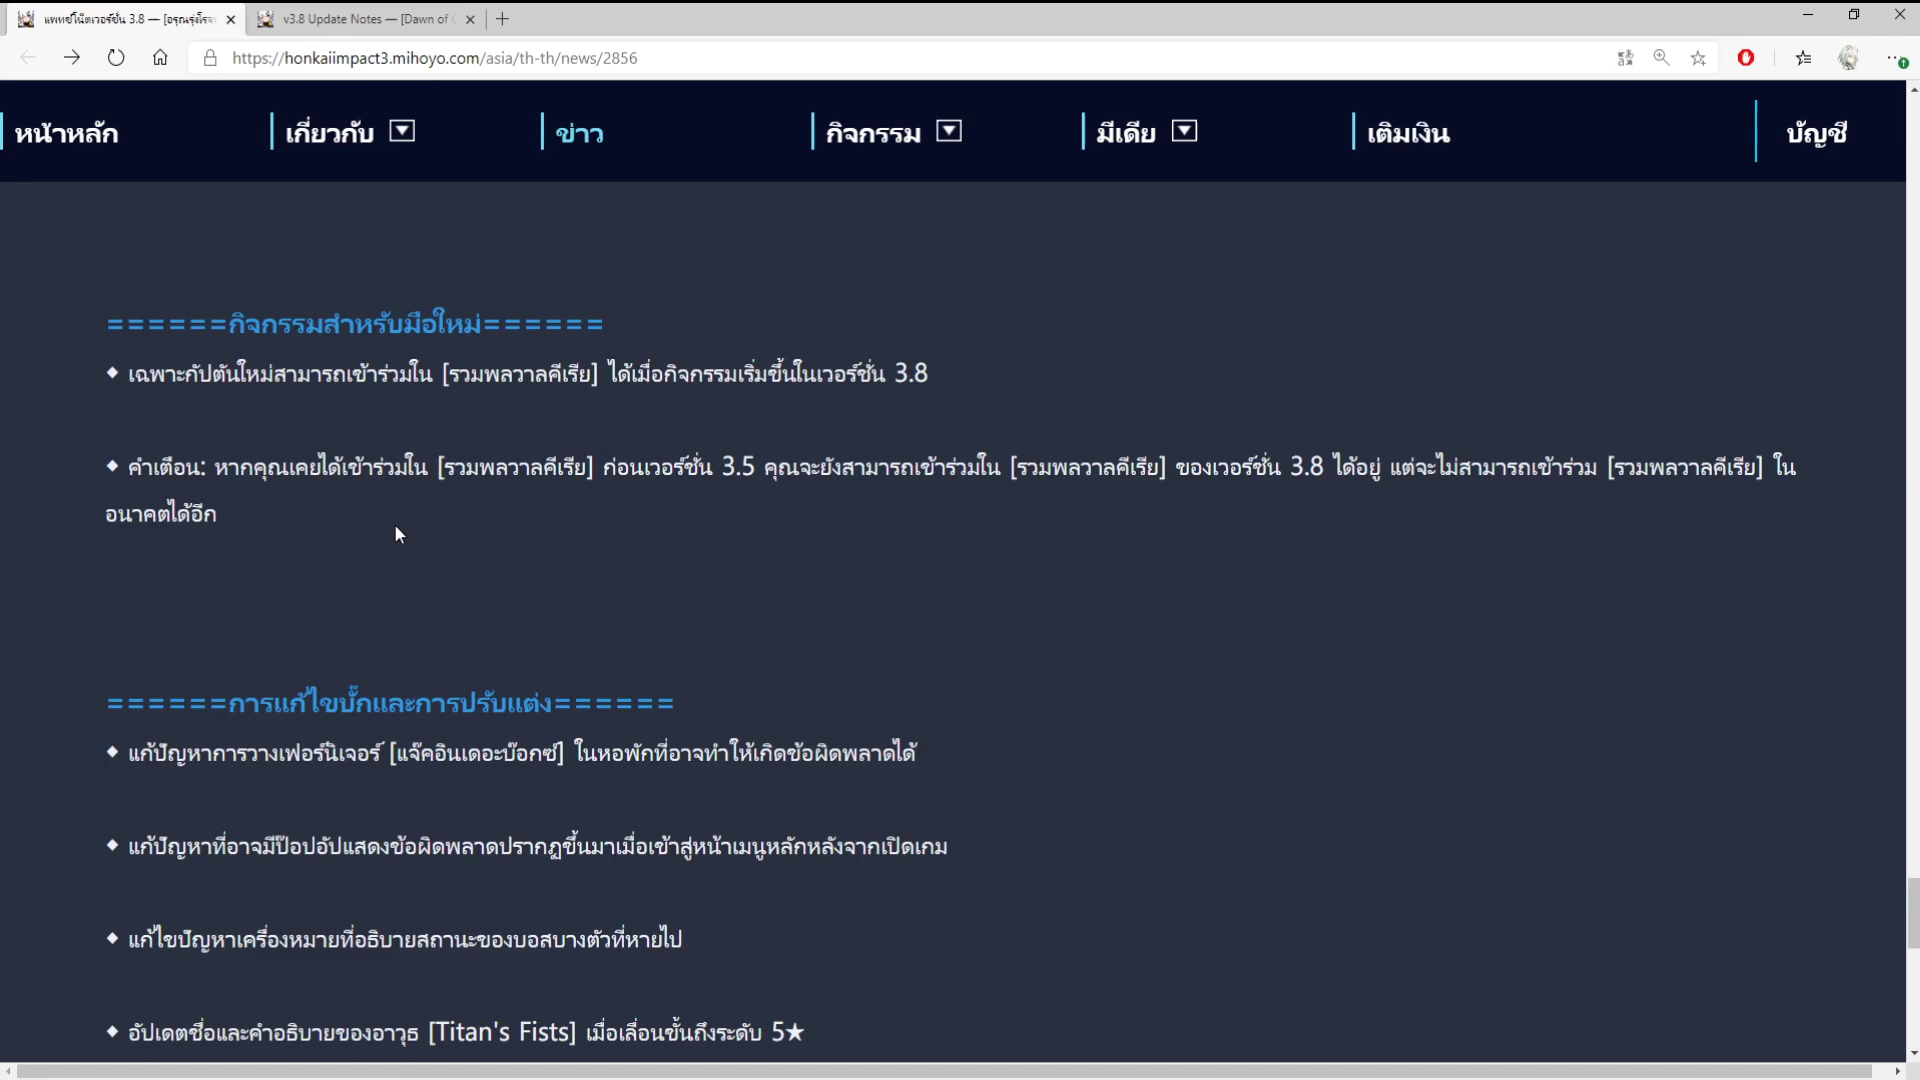 แพทช์โน๊ตเวอร์ชั่น 3.8 — [อรุณรุ่งโร
v3.8 Update Notes — [Dawn of
https://honkaiimpact3.mihoyo.com/asia/th-th/news/2856
หน้าหลัก
เกี่ยวกับ
ข่าว
กิจกรรม
มีเดีย
เติมเงิน
บัญชี
======กิจกรรมสำหรับมือใหม่======
◆ เฉพาะกัปตันใหม่สามารถเข้าร่วมใน [รวมพลวาลคีเรีย] ได้เมื่อกิจกรรมเริ่มขึ้นในเวอร์ชั่น 3.8
◆ คำเตือน: หากคุณเคยได้เข้าร่วมใน [รวมพลวาลคีเรีย] ก่อนเวอร์ชั่น 3.5 คุณจะยังสามารถเข้าร่วมใน [รวมพลวาลคีเรีย] ของเวอร์ชั่น 3.8 ได้อยู่ แต่จะไม่สามารถเข้าร่วม [รวมพลวาลคีเรีย] ใน
อนาคตได้อีก
======การแก้ไขบั๊กและการปรับแต่ง======
◆ แก้ปัญหาการวางเฟอร์นิเจอร์ [แจ๊คอินเดอะบ๊อกซ์] ในหอพักที่อาจทำให้เกิดข้อผิดพลาดได้
◆ แก้ปัญหาที่อาจมีป๊อปอัปแสดงข้อผิดพลาดปรากฏขึ้นมาเมื่อเข้าสู่หน้าเมนูหลักหลังจากเปิดเกม
◆ แก้ไขปัญหาเครื่องหมายที่อธิบายสถานะของบอสบางตัวที่หายไป
◆ อัปเดตชื่อและคำอธิบายของอาวุธ [Titan's Fists] เมื่อเลื่อนขั้นถึงระดับ 5★